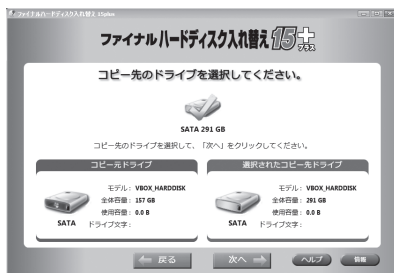 ファイナルハードディスク入れ替え 15plus
ファイナルハードディスク入れ替え 15+ プラス
コピー先のドライブを選択してください。
SATA 291 GB
コピー先のドライブを選択して、「次へ」をクリックしてください。
コピー元ドライブ
モデル: VBOX_HARDDISK
全体容量: 157 GB
使用容量: 0.0 B
SATA ドライブ文字:
選択されたコピー先ドライブ
モデル: VBOX_HARDDISK
全体容量: 291 GB
使用容量: 0.0 B
SATA ドライブ文字:
戻る
次へ
ヘルプ
情報